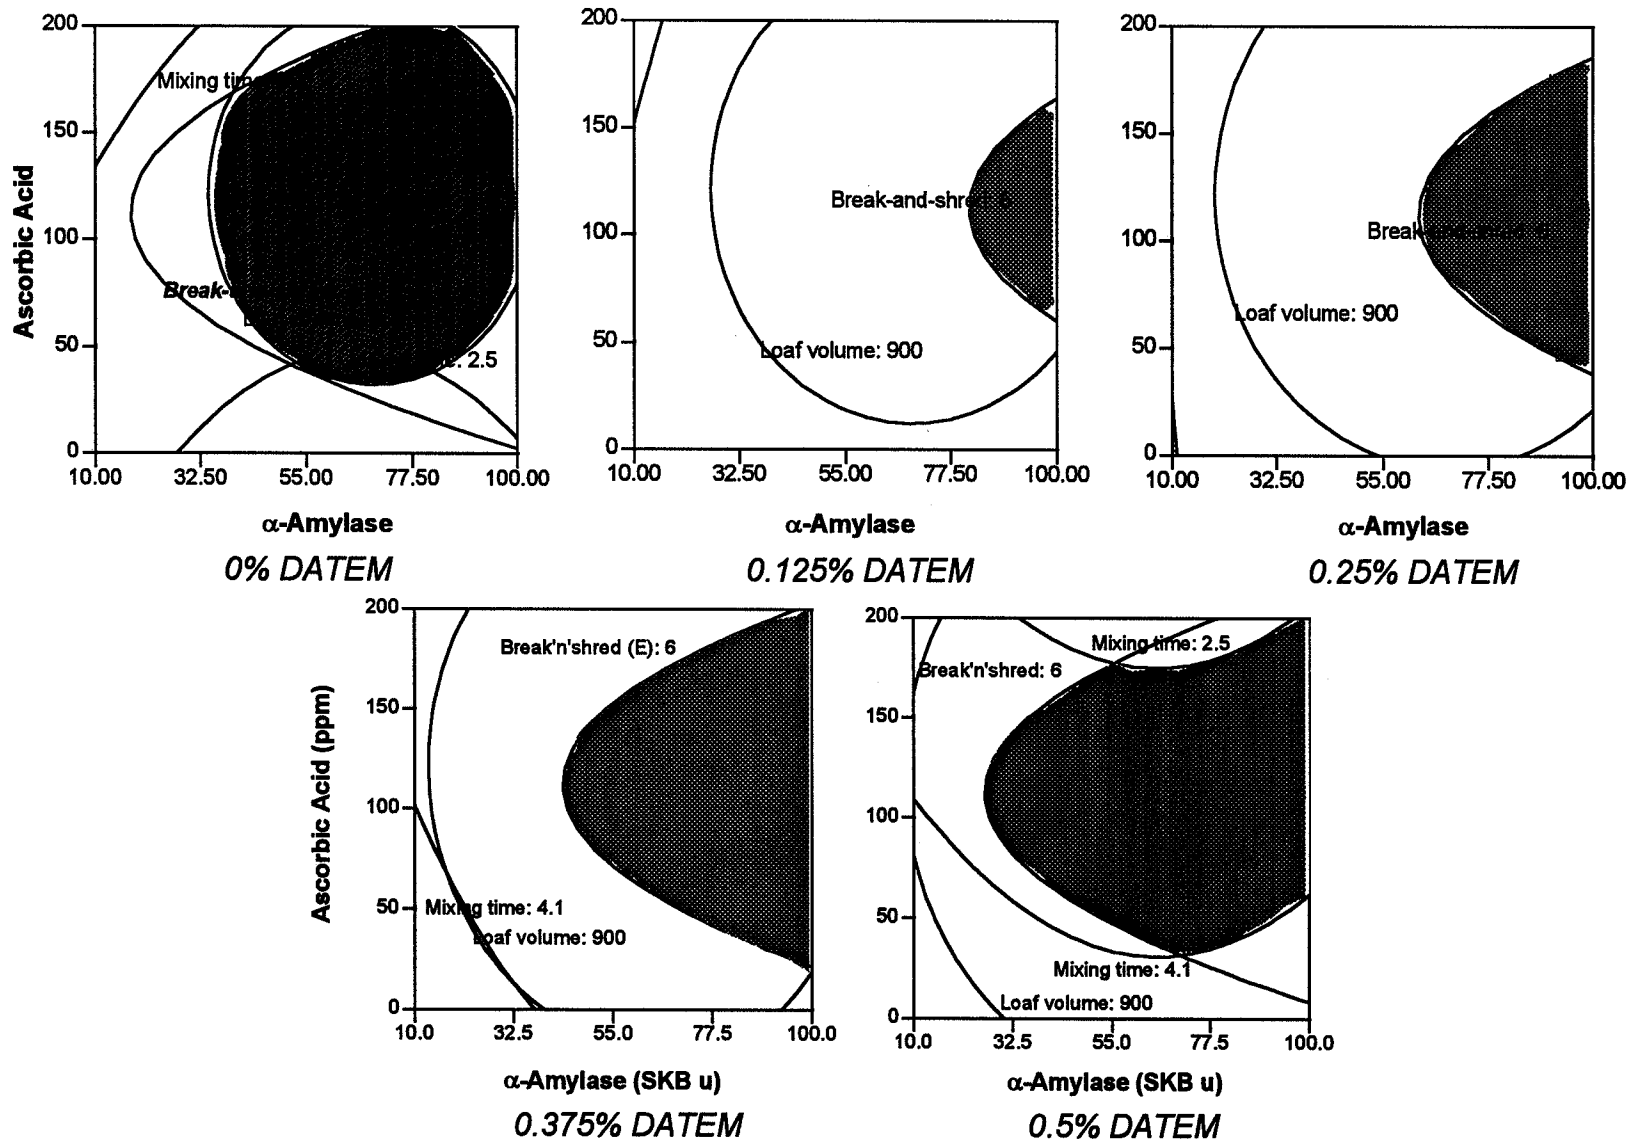 200
150
100
50
0
Ascorbic Acid
Mixing time
Break-
: 2.5
10.00 32.50 55.00 77.50 100.00
α-Amylase
0% DATEM
200
150
100
50
0
Break-and-shred: 6
Loaf volume: 900
10.00 32.50 55.00 77.50 100.00
α-Amylase
0.125% DATEM
200
150
100
50
0
Break-and-shred: 6
Loaf volume: 900
10.00 32.50 55.00 77.50 100.00
α-Amylase
0.25% DATEM
200
150
100
50
0
Ascorbic Acid (ppm)
Break'n'shred (E): 6
Mixing time: 4.1
Loaf volume: 900
10.0 32.5 55.0 77.5 100.0
α-Amylase (SKB u)
0.375% DATEM
200
150
100
50
0
Mixing time: 2.5
Break'n'shred: 6
Mixing time: 4.1
Loaf volume: 900
10.0 32.5 55.0 77.5 100.0
α-Amylase (SKB u)
0.5% DATEM